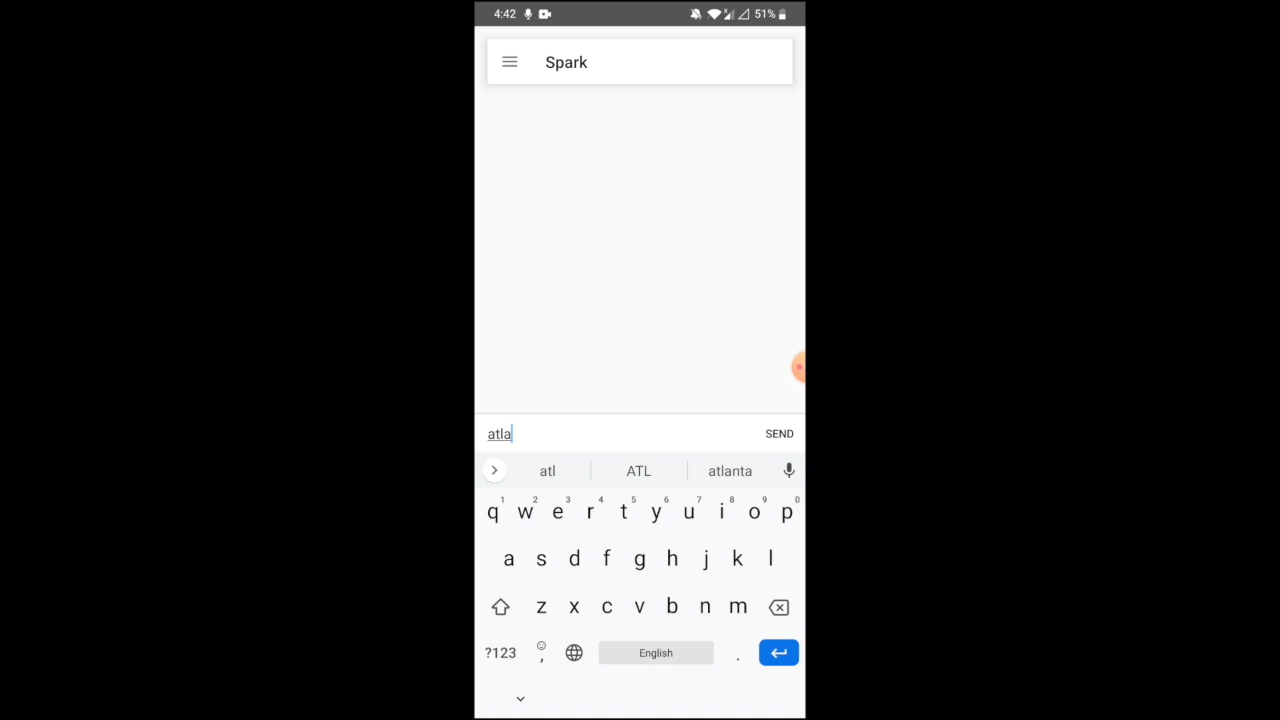 4:42 51%
Spark
atla SEND
atl ATL atlanta
1 2 3 4 5 6 7 8 9 0
q w e r t y u i o p
a s d f g h j k l
z x c v b n m
?123 , English .